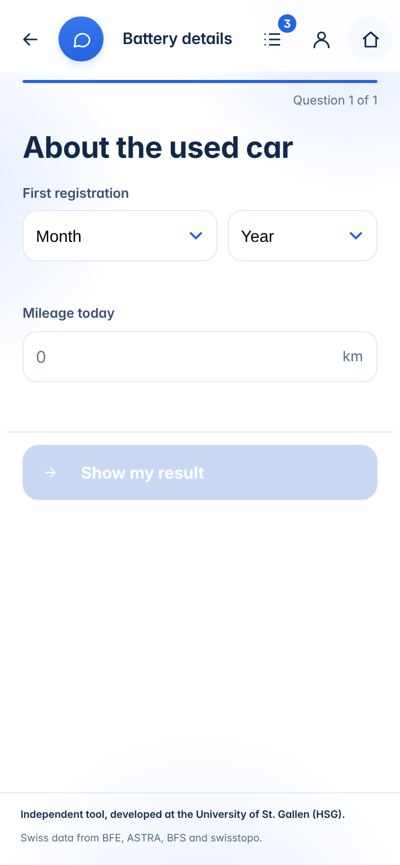 Battery details
3
Question 1 of 1
About the used car
First registration
Month
Year
Mileage today
0
km
Show my result
Independent tool, developed at the University of St. Gallen (HSG).
Swiss data from BFE, ASTRA, BFS and swisstopo.